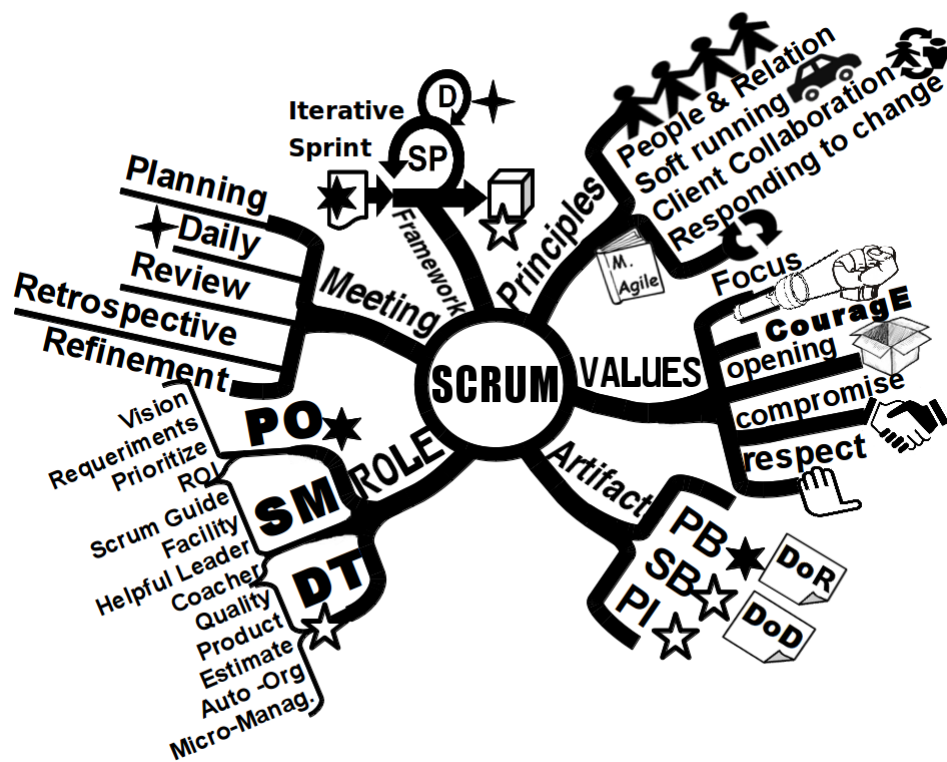 SCRUM
Framework
Iterative
Sprint
D
SP
Principles
People & Relation
Soft running
Client Collaboration
Responding to change
M.
Agile
VALUES
Focus
CouragE
opening
compromise
respect
Artifact
PB
SB
PI
DoR
DoD
ROLE
PO
Vision
Requeriments
Prioritize
ROI
SM
Scrum Guide
Facility
Helpful Leader
Coacher
DT
Quality
Product
Estimate
Auto -Org
Micro-Manag.
Meeting
Planning
Daily
Review
Retrospective
Refinement